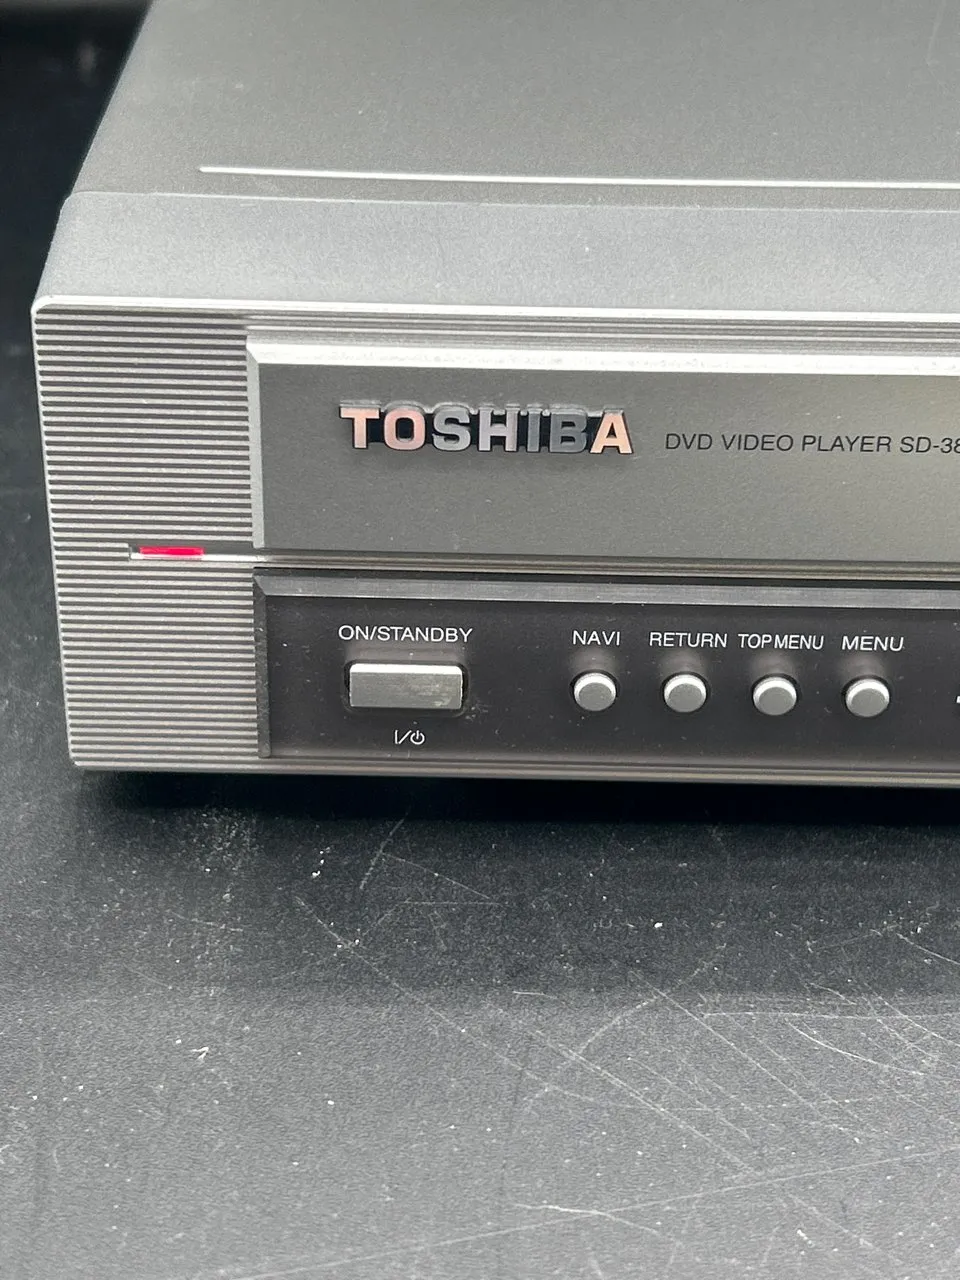 TOSHIBA
DVD VIDEO PLAYER SD-38
ON/STANDBY
NAVI
RETURN
TOP MENU
MENU
I/⏻